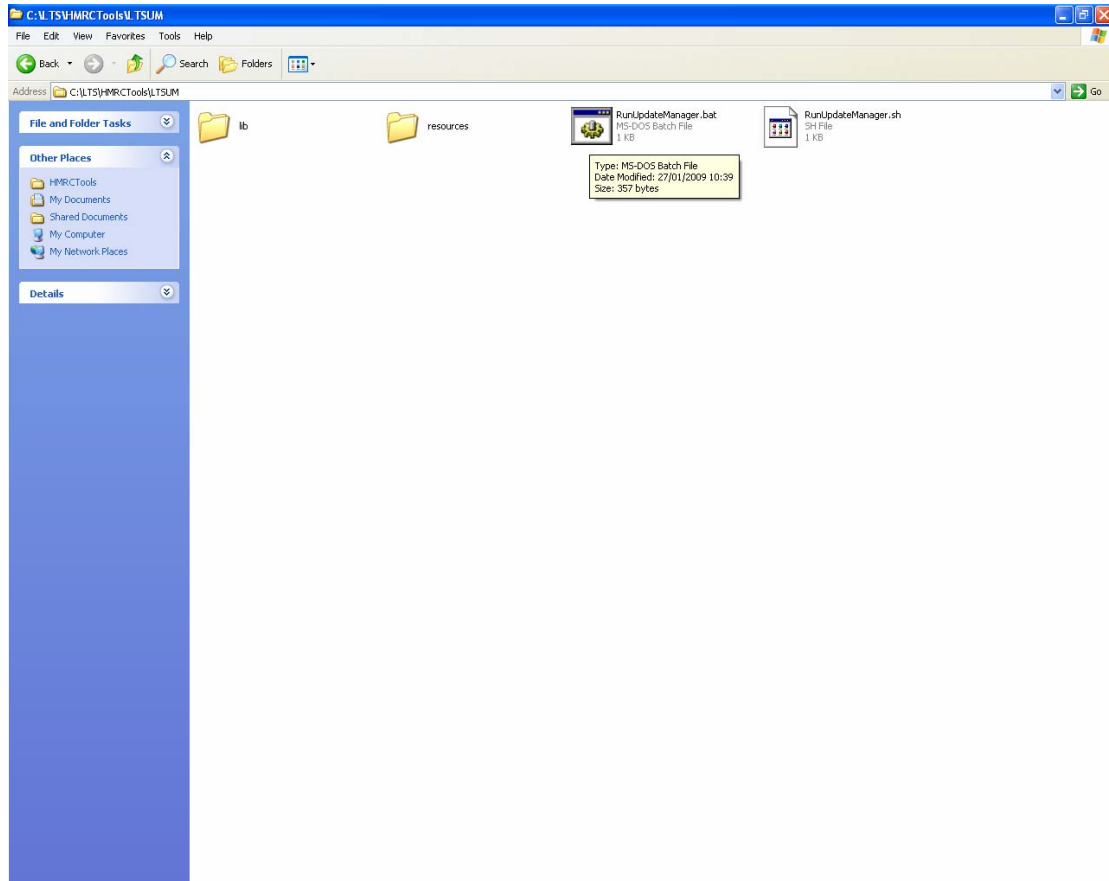 C:\LTS\HMRCTools\LTSUM
File Edit View Favorites Tools Help
Back Search Folders
Address C:\LTS\HMRCTools\LTSUM Go
File and Folder Tasks
Other Places
HMRCTools
My Documents
Shared Documents
My Computer
My Network Places
Details
lib
resources
RunUpdateManager.bat
MS-DOS Batch File
1 KB
RunUpdateManager.sh
SH File
1 KB
Type: MS-DOS Batch File
Date Modified: 27/01/2009 10:39
Size: 357 bytes